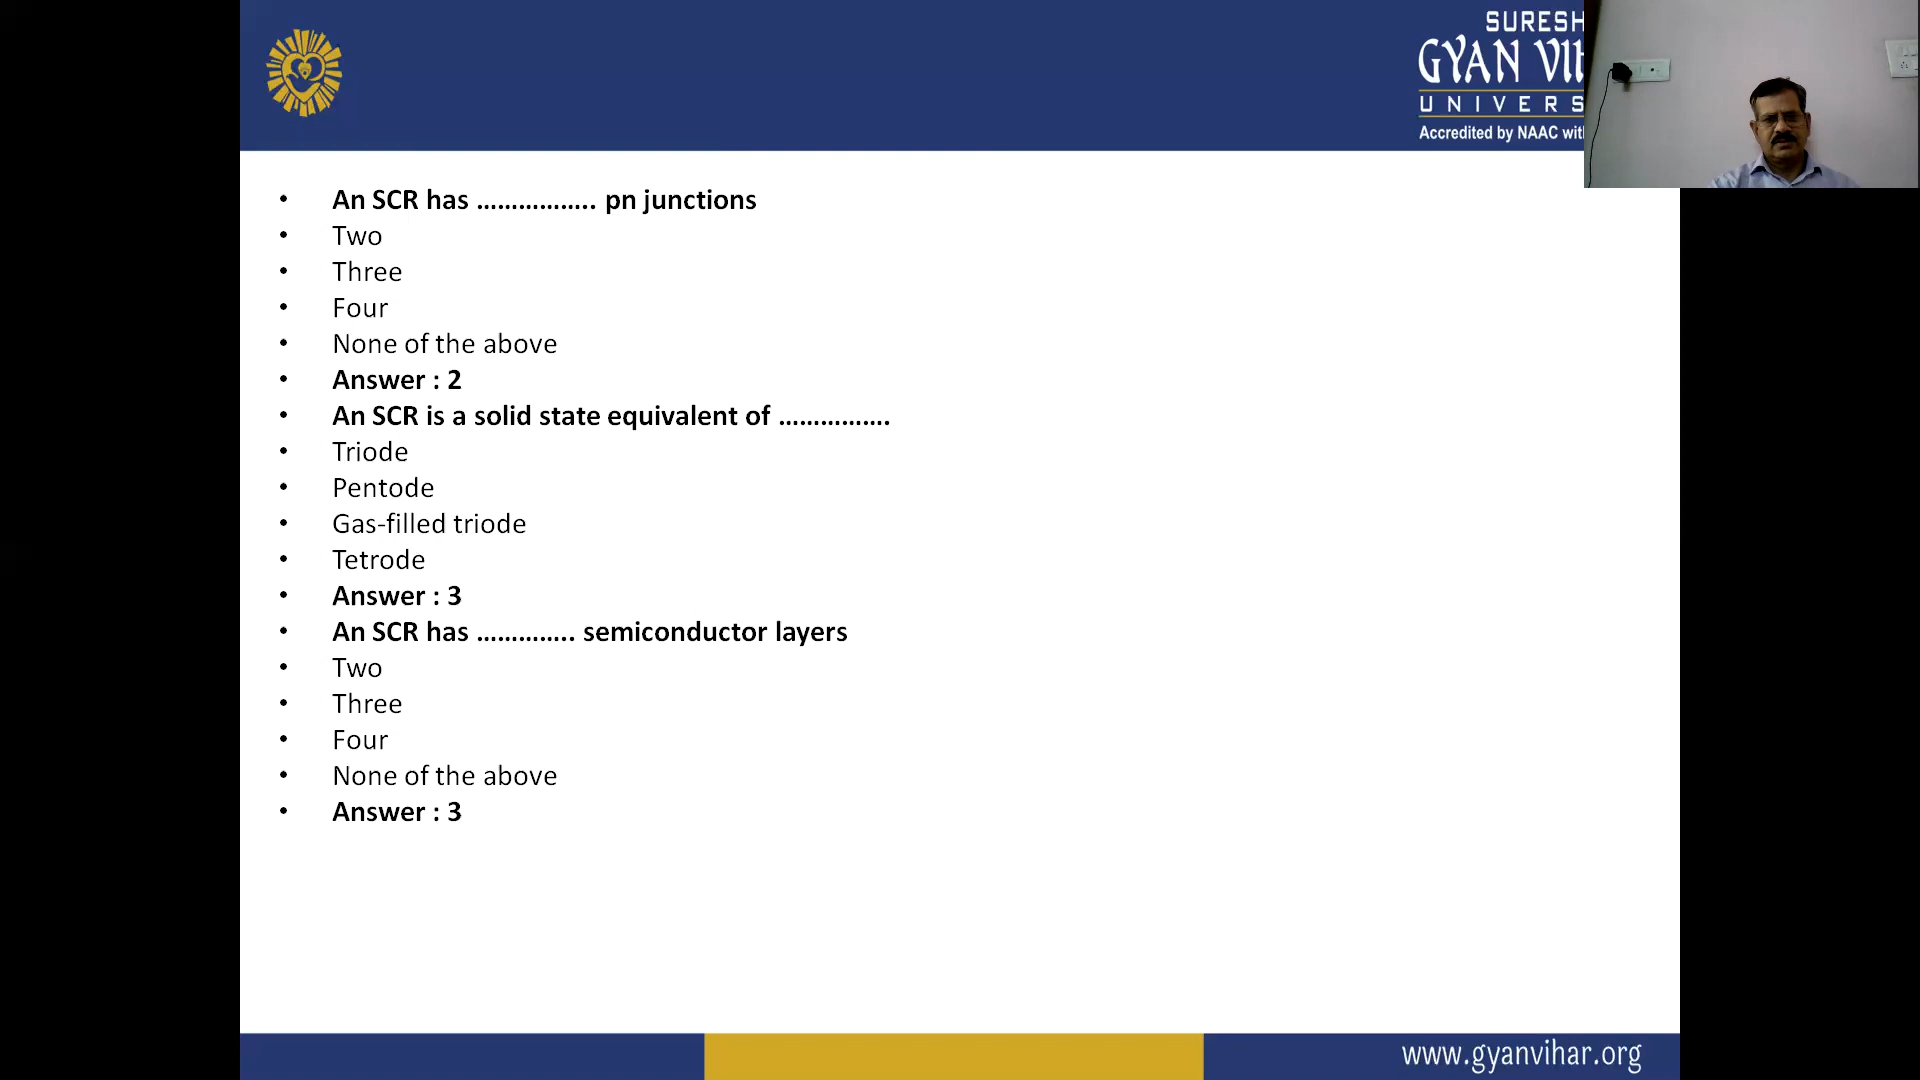 SURESH
GYAN VI
UNIVERS
Accredited by NAAC wit
• An SCR has ................ pn junctions
• Two
• Three
• Four
• None of the above
• Answer : 2
• An SCR is a solid state equivalent of ...............
• Triode
• Pentode
• Gas-filled triode
• Tetrode
• Answer : 3
• An SCR has .............. semiconductor layers
• Two
• Three
• Four
• None of the above
• Answer : 3
www.gyanvihar.org